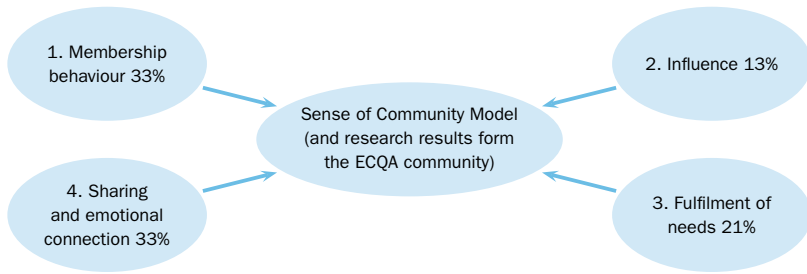 1. Membership
behaviour 33%
2. Influence 13%
Sense of Community Model
(and research results form
the ECQA community)
4. Sharing
and emotional
connection 33%
3. Fulfilment of
needs 21%